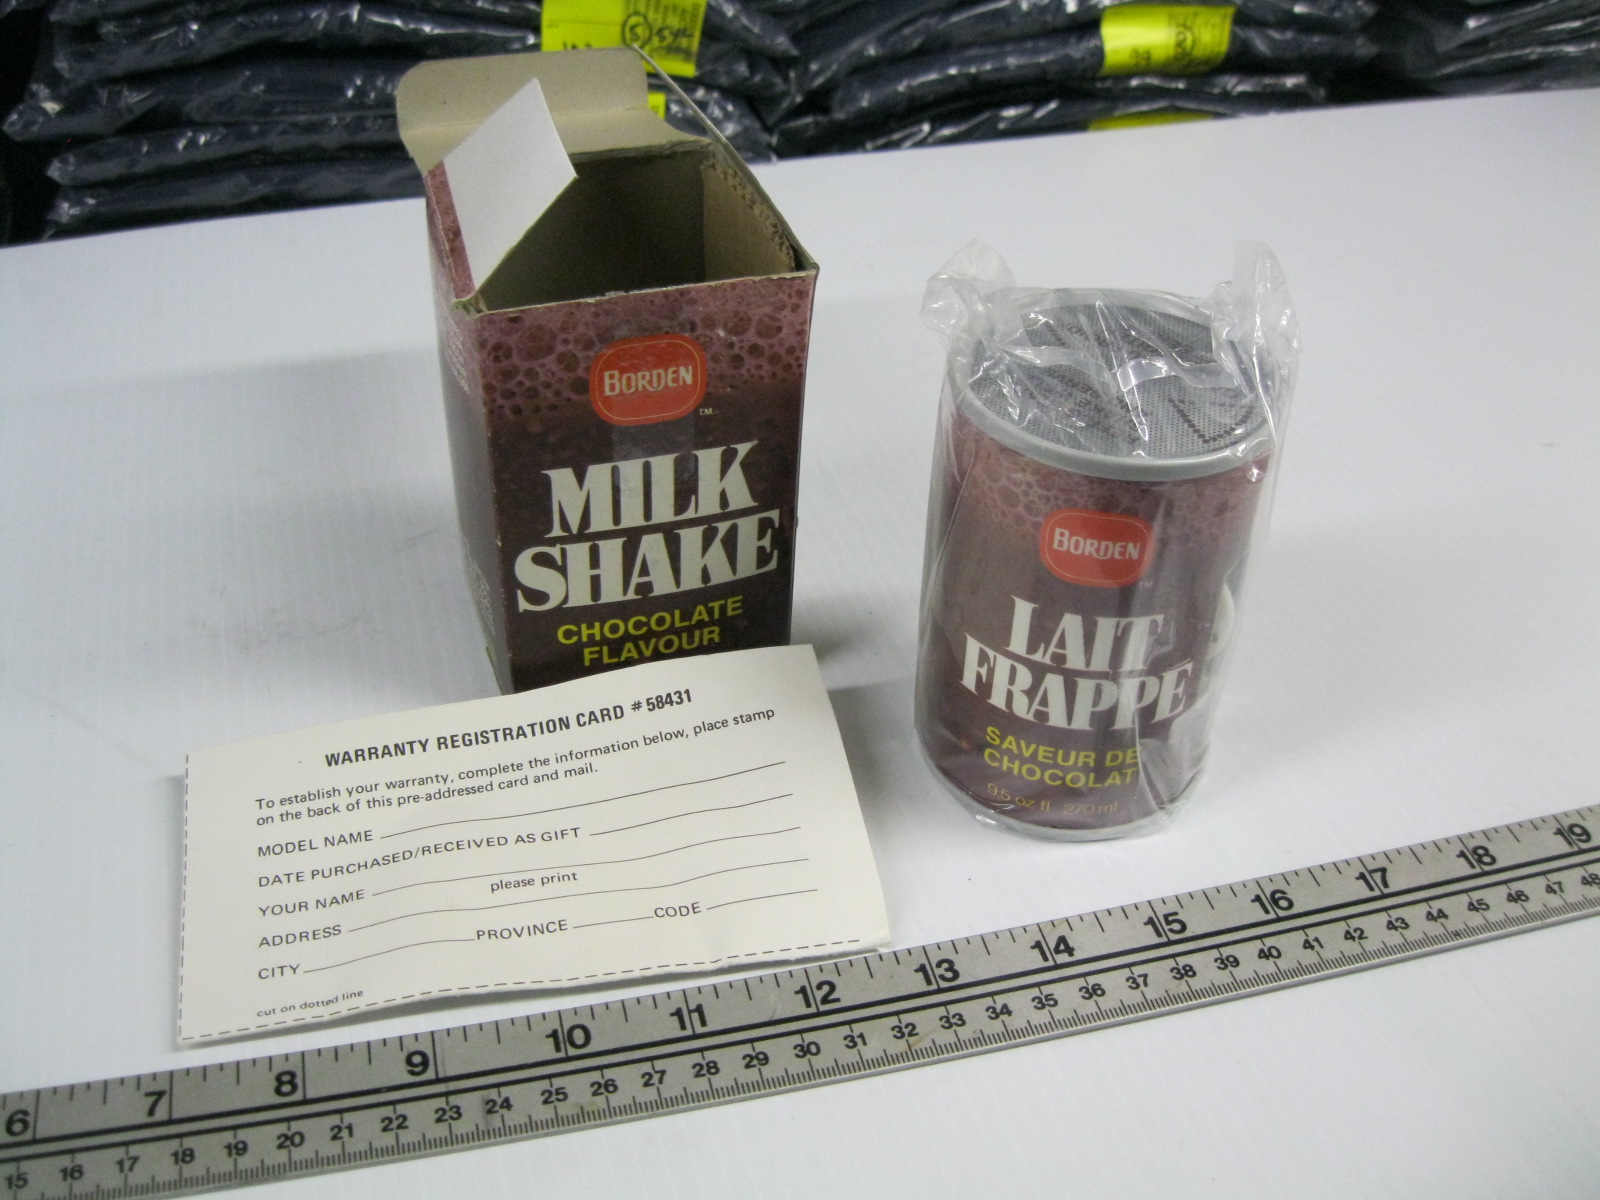 BORDEN
TM.
MILK
SHAKE
CHOCOLATE
FLAVOUR
BORDEN
TM
LAIT
FRAPPÉ
SAVEUR DE
CHOCOLAT
9.5 oz fl 270 ml
WARRANTY REGISTRATION CARD #58431
To establish your warranty, complete the information below, place stamp
on the back of this pre-addressed card and mail.
MODEL NAME
DATE PURCHASED/RECEIVED AS GIFT
YOUR NAME
please print
ADDRESS
CITY PROVINCE CODE
cut on dotted line
6 7 8 9 10 11 12 13 14 15 16 17 18 19
15 16 17 18 19 20 21 22 23 24 25 26 27 28 29 30 31 32 33 34 35 36 37 38 39 40 41 42 43 44 45 46 47 48